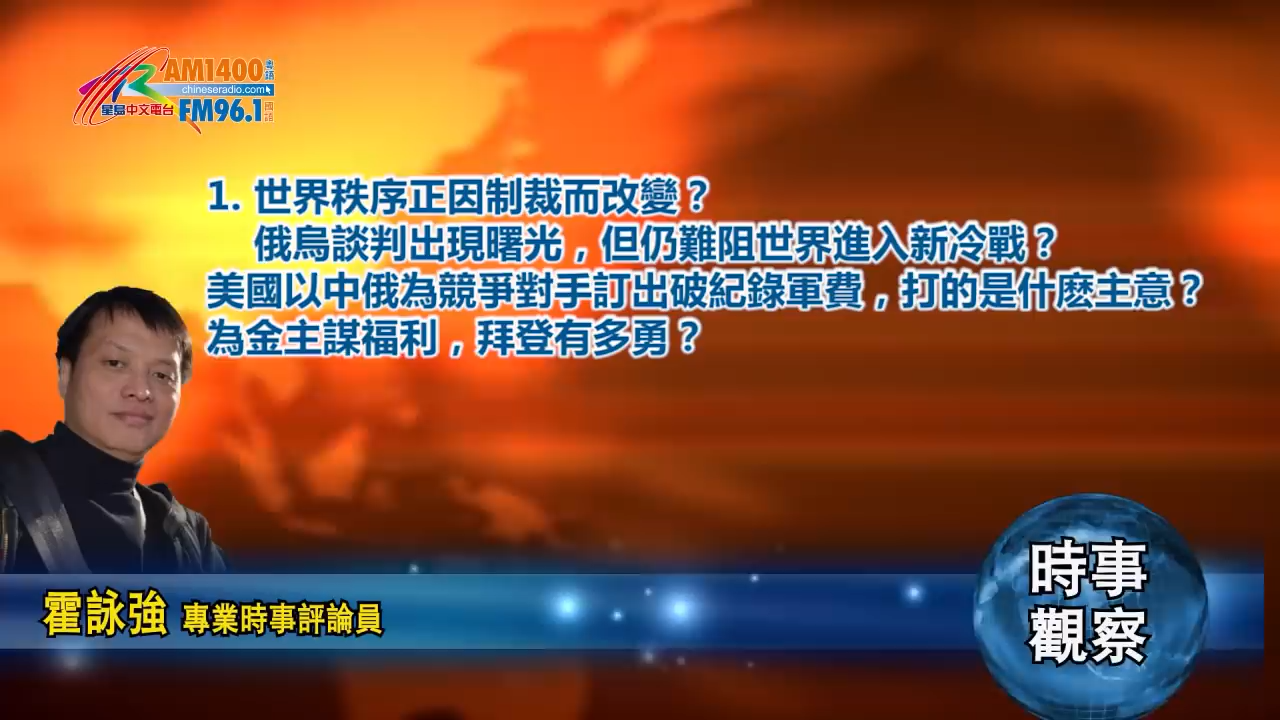 AM1400 粵語
chineseradio.com
星島中文電台 FM96.1 國語
1. 世界秩序正因制裁而改變？
俄烏談判出現曙光，但仍難阻世界進入新冷戰？
美國以中俄為競爭對手訂出破紀錄軍費，打的是什麽主意？
為金主謀福利，拜登有多勇？
時事
觀察
霍詠強 專業時事評論員